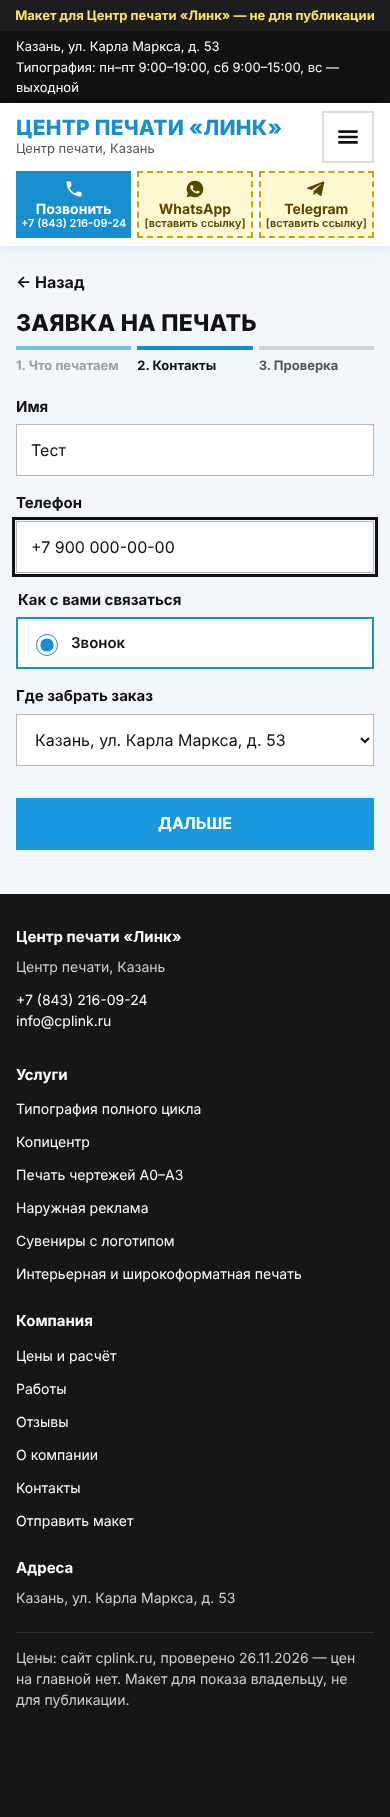 Макет для Центр печати «Линк» — не для публикации
Казань, ул. Карла Маркса, д. 53
Типография: пн–пт 9:00–19:00, сб 9:00–15:00, вс —
выходной
ЦЕНТР ПЕЧАТИ «ЛИНК»
Центр печати, Казань
Позвонить
+7 (843) 216-09-24
WhatsApp
[вставить ссылку]
Telegram
[вставить ссылку]
← Назад
ЗАЯВКА НА ПЕЧАТЬ
1. Что печатаем
2. Контакты
3. Проверка
Имя
Тест
Телефон
+7 900 000-00-00
Как с вами связаться
Звонок
Где забрать заказ
Казань, ул. Карла Маркса, д. 53
ДАЛЬШЕ
Центр печати «Линк»
Центр печати, Казань
+7 (843) 216-09-24
info@cplink.ru
Услуги
Типография полного цикла
Копицентр
Печать чертежей А0–А3
Наружная реклама
Сувениры с логотипом
Интерьерная и широкоформатная печать
Компания
Цены и расчёт
Работы
Отзывы
О компании
Контакты
Отправить макет
Адреса
Казань, ул. Карла Маркса, д. 53
Цены: сайт cplink.ru, проверено 26.11.2026 — цен
на главной нет. Макет для показа владельцу, не
для публикации.